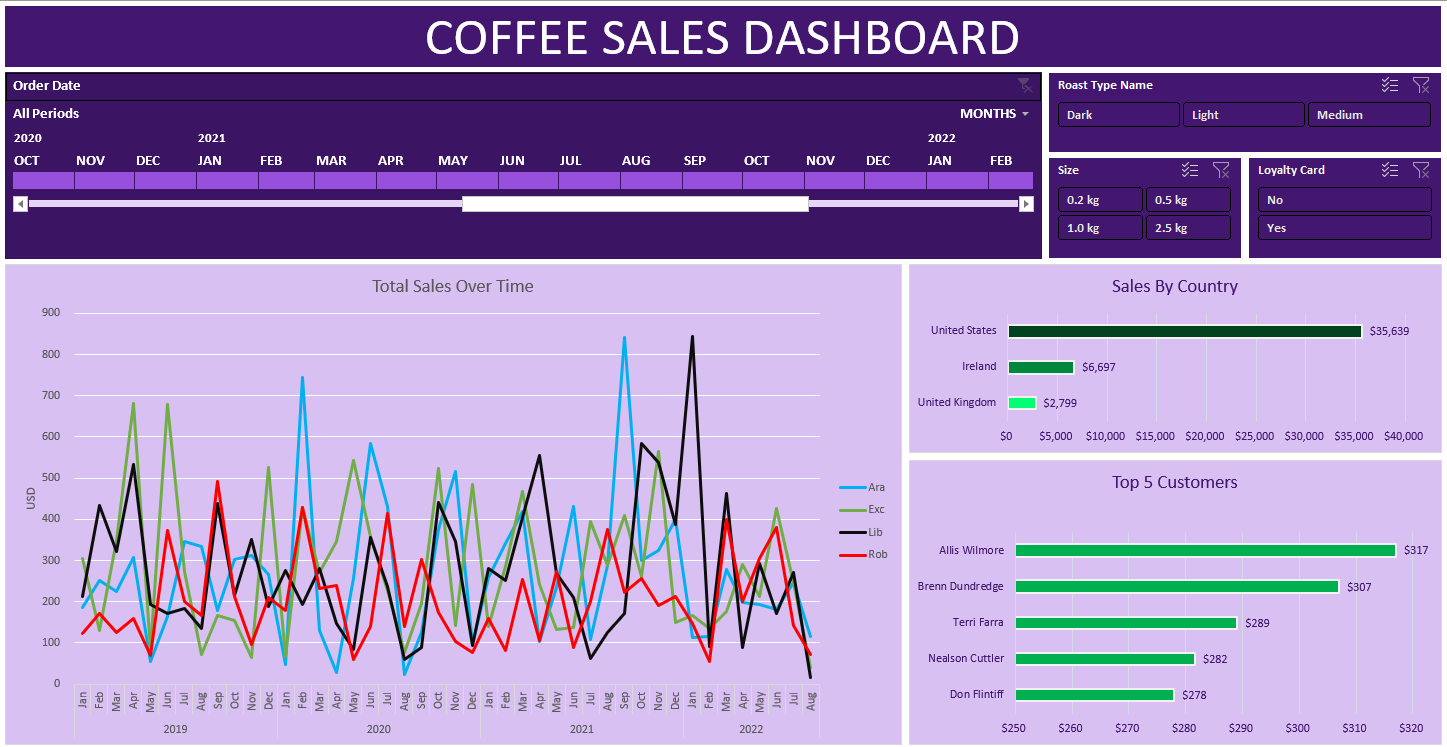 COFFEE SALES DASHBOARD
Order Date
All Periods
MONTHS
2020 2021 2022
OCT NOV DEC JAN FEB MAR APR MAY JUN JUL AUG SEP OCT NOV DEC JAN FEB
Roast Type Name
Dark Light Medium
Size
0.2 kg 0.5 kg
1.0 kg 2.5 kg
Loyalty Card
No
Yes
Total Sales Over Time
900
800
700
600
500
400
300
200
100
0
USD
Jan Feb Mar Apr May Jun Jul Aug Sep Oct Nov Dec Jan Feb Mar Apr May Jun Jul Aug Sep Oct Nov Dec Jan Feb Mar Apr May Jun Jul Aug Sep Oct Nov Dec Jan Feb Mar Apr May Jun Jul Aug
2019 2020 2021 2022
Ara
Exc
Lib
Rob
Sales By Country
United States $35,639
Ireland $6,697
United Kingdom $2,799
$0 $5,000 $10,000 $15,000 $20,000 $25,000 $30,000 $35,000 $40,000
Top 5 Customers
Allis Wilmore $317
Brenn Dundredge $307
Terri Farra $289
Nealson Cuttler $282
Don Flintiff $278
$250 $260 $270 $280 $290 $300 $310 $320